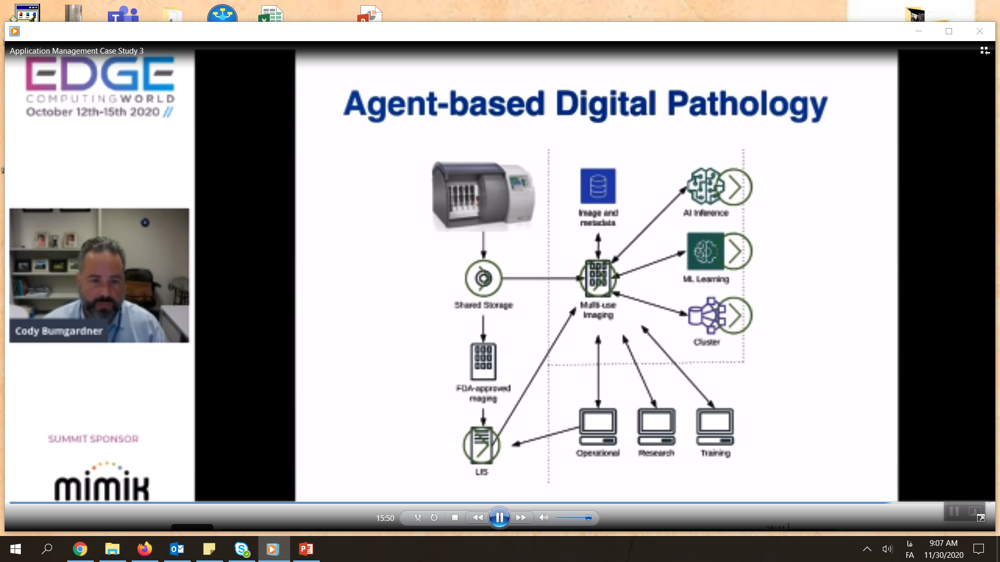 Application Management Case Study 3
EDGE
COMPUTINGWORLD
October 12th-15th 2020 //
Cody Bumgardner
SUMMIT SPONSOR
mimik
Agent-based Digital Pathology
Image and
metadata
AI Inference
ML Learning
Shared Storage
Multi-use
Imaging
Cluster
FDA-approved
maging
LIS
Operational
Research
Training
15:50
18:11
فا
FA
9:07 AM
11/30/2020